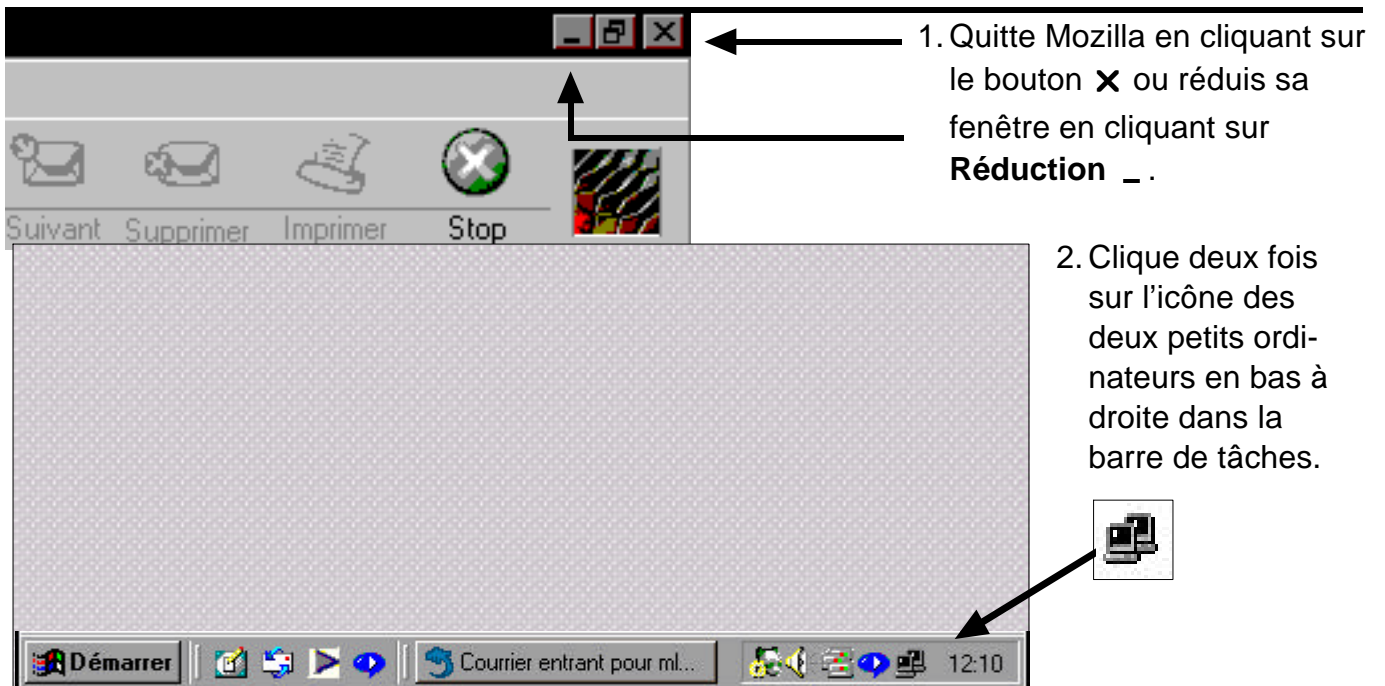 1. Quitte Mozilla en cliquant sur
le bouton × ou réduis sa
fenêtre en cliquant sur
Réduction _ .
Suivant Supprimer Imprimer Stop
2. Clique deux fois
sur l’icône des
deux petits ordi-
nateurs en bas à
droite dans la
barre de tâches.
Démarrer Courrier entrant pour ml... 12:10